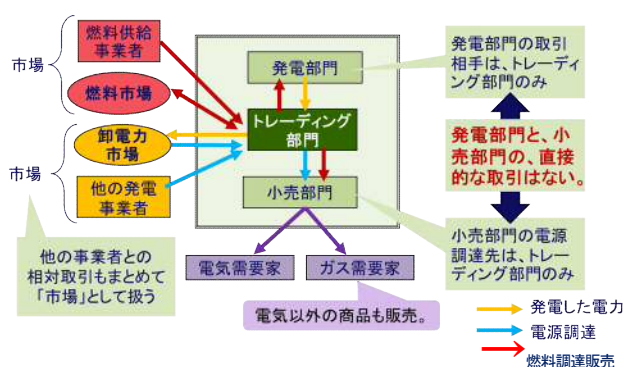 市場
燃料供給
事業者
燃料市場
市場
卸電力
市場
他の発電
事業者
他の事業者との
相対取引もまとめて
「市場」として扱う
発電部門
トレーディング
部門
小売部門
電気需要家
ガス需要家
電気以外の商品も販売。
発電部門の取引
相手は、トレーディ
ング部門のみ
発電部門と、小
売部門の、直接
的な取引はない。
小売部門の電源
調達先は、トレー
ディング部門のみ
発電した電力
電源調達
燃料調達販売